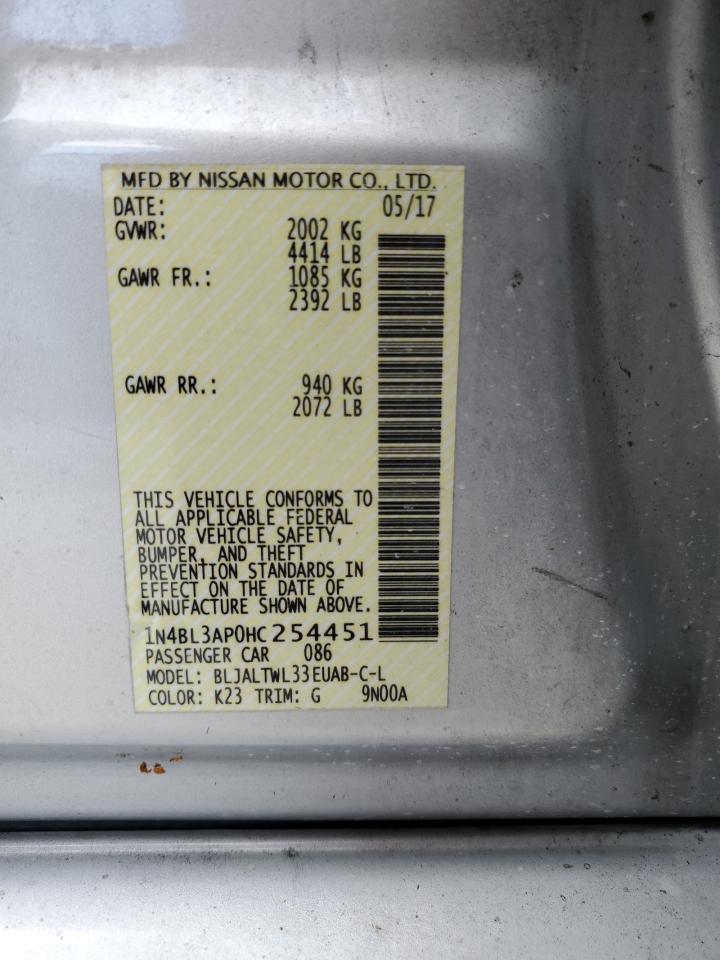 MFD BY NISSAN MOTOR CO., LTD.
DATE: 05/17
GVWR: 2002 KG
4414 LB
GAWR FR.: 1085 KG
2392 LB
GAWR RR.: 940 KG
2072 LB
THIS VEHICLE CONFORMS TO
ALL APPLICABLE FEDERAL
MOTOR VEHICLE SAFETY,
BUMPER, AND THEFT
PREVENTION STANDARDS IN
EFFECT ON THE DATE OF
MANUFACTURE SHOWN ABOVE.
1N4BL3AP0HC254451
PASSENGER CAR 086
MODEL: BLJALTWL33EUAB-C-L
COLOR: K23 TRIM: G 9N00A